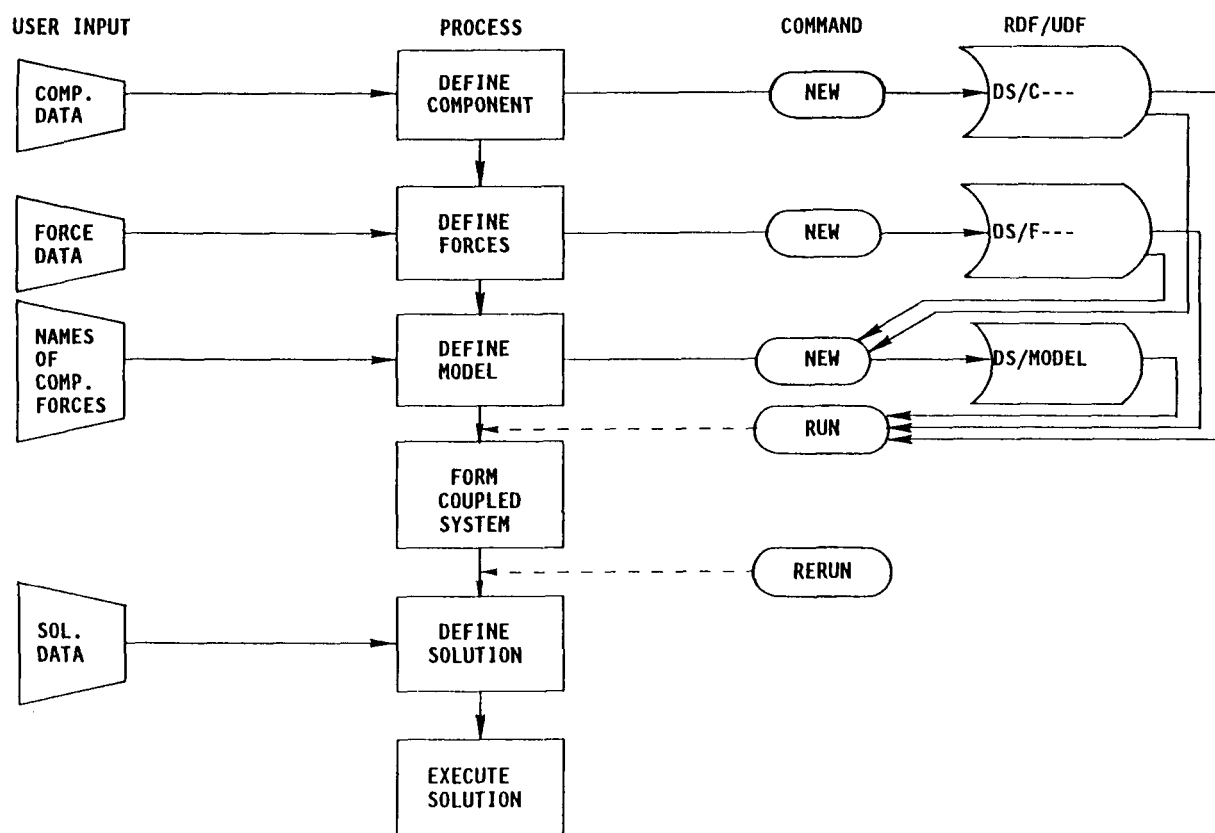 USER INPUT PROCESS COMMAND RDF/UDF
COMP.
DATA
DEFINE
COMPONENT
NEW
DS/C---
FORCE
DATA
DEFINE
FORCES
NEW
DS/F---
NAMES
OF
COMP.
FORCES
DEFINE
MODEL
NEW
DS/MODEL
RUN
FORM
COUPLED
SYSTEM
RERUN
SOL.
DATA
DEFINE
SOLUTION
EXECUTE
SOLUTION